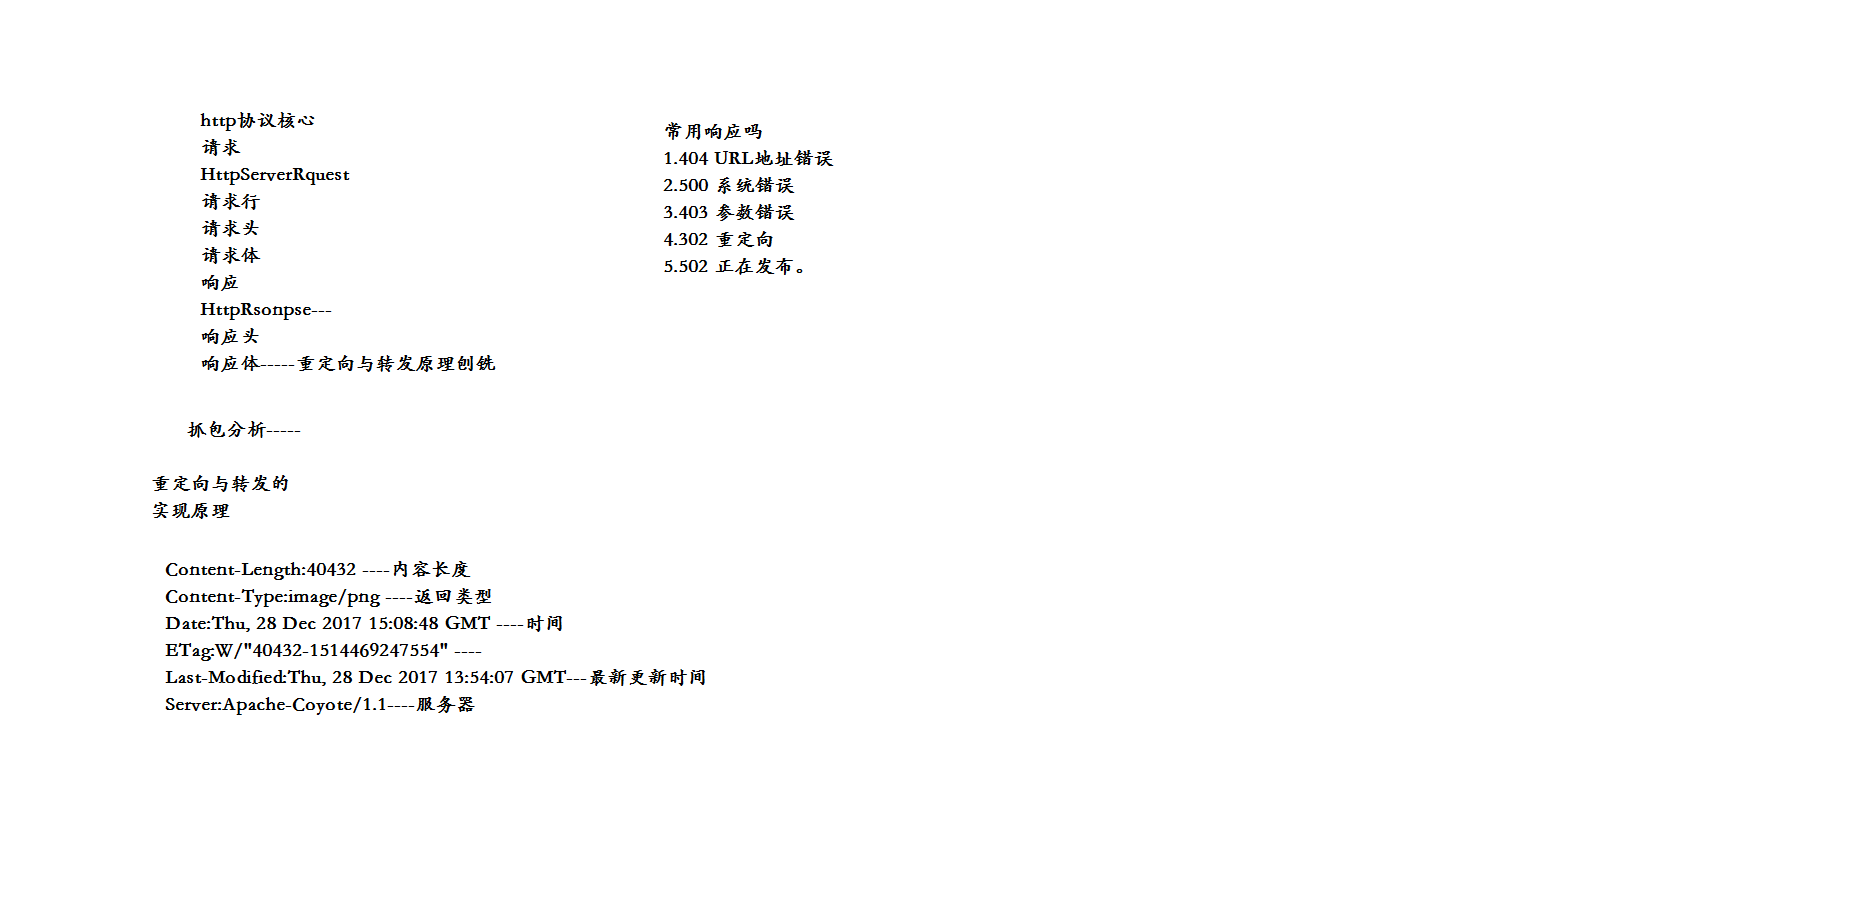 http协议核心
请求
HttpServerRquest
请求行
请求头
请求体
响应
HttpRsonpse---
响应头
响应体-----重定向与转发原理刨铣
常用响应吗
1.404 URL地址错误
2.500 系统错误
3.403 参数错误
4.302 重定向
5.502 正在发布。
抓包分析-----
重定向与转发的
实现原理
Content-Length:40432 ----内容长度
Content-Type:image/png ----返回类型
Date:Thu, 28 Dec 2017 15:08:48 GMT ----时间
ETag:W/"40432-1514469247554" ----
Last-Modified:Thu, 28 Dec 2017 13:54:07 GMT---最新更新时间
Server:Apache-Coyote/1.1----服务器